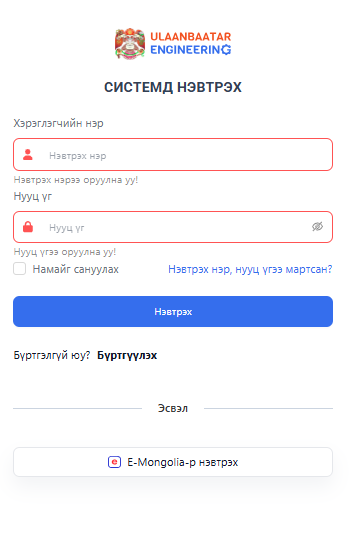 ULAANBAATAR
ENGINEERING
СИСТЕМД НЭВТРЭХ
Хэрэглэгчийн нэр
Нэвтрэх нэр
Нэвтрэх нэрээ оруулна уу!
Нууц үг
Нууц үг
Нууц үгээ оруулна уу!
Намайг сануулах Нэвтрэх нэр, нууц үгээ мартсан?
Нэвтрэх
Бүртгэлгүй юу? Бүртгүүлэх
Эсвэл
e E-Mongolia-р нэвтрэх